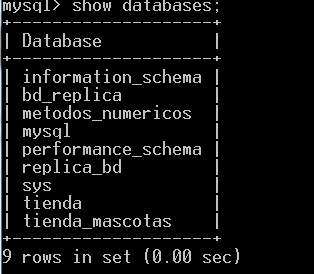 mysql> show databases;
+--------------------+
| Database           |
+--------------------+
| information_schema |
| bd_replica         |
| metodos_numericos  |
| mysql              |
| performance_schema |
| replica_bd         |
| sys                |
| tienda             |
| tienda_mascotas    |
+--------------------+
9 rows in set (0.00 sec)